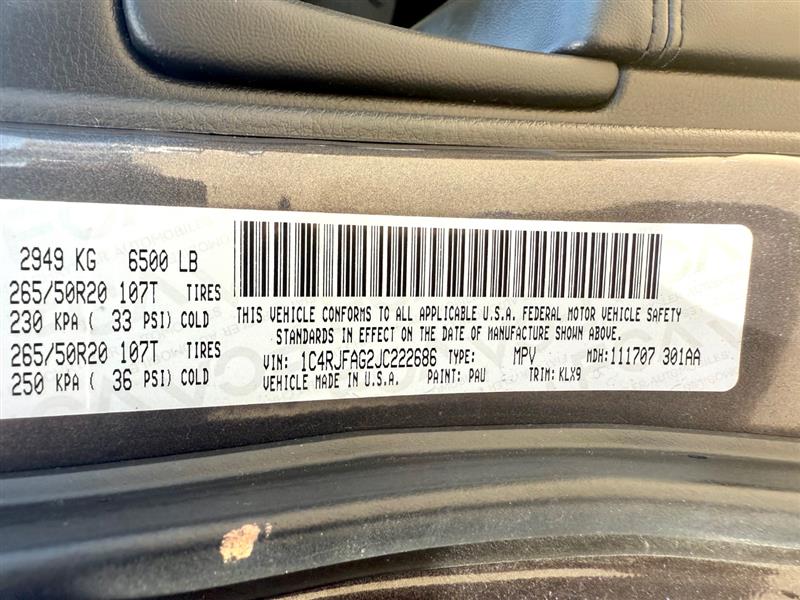 2949 KG 6500 LB
265/50R20 107T TIRES
230 KPA ( 33 PSI) COLD
265/50R20 107T TIRES
250 KPA ( 36 PSI) COLD
THIS VEHICLE CONFORMS TO ALL APPLICABLE U.S.A. FEDERAL MOTOR VEHICLE SAFETY
STANDARDS IN EFFECT ON THE DATE OF MANUFACTURE SHOWN ABOVE.
VIN: 1C4RJFAG2JC222686 TYPE: MPV MDH:111707 301AA
VEHICLE MADE IN U.S.A. PAINT: PAU TRIM: KLX9